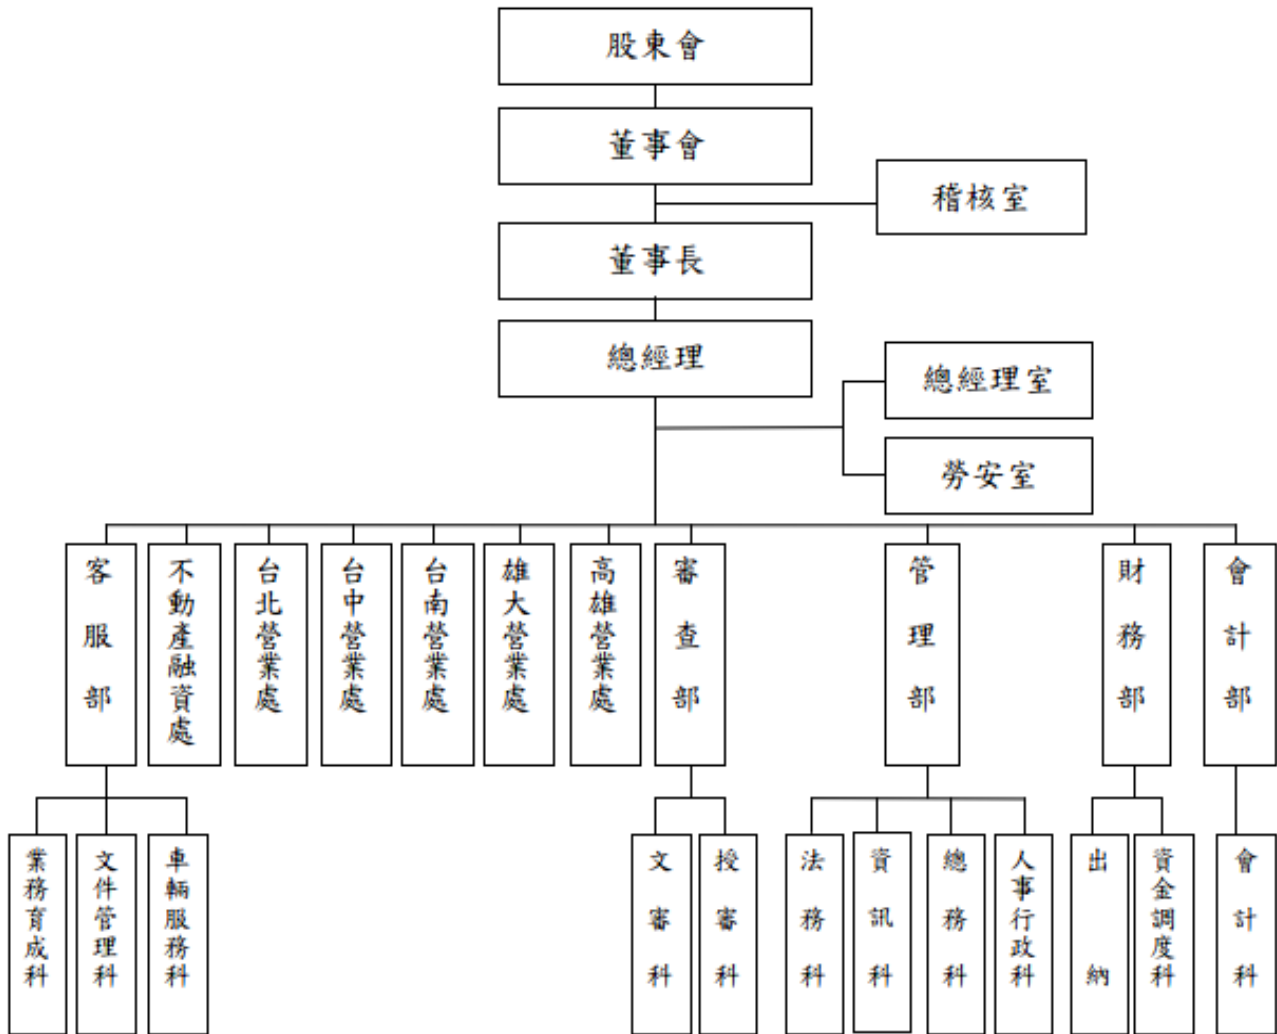 股東會
董事會
稽核室
董事長
總經理
總經理室
勞安室
客服部
不動產融資處
台北營業處
台中營業處
台南營業處
雄大營業處
高雄營業處
審查部
管理部
財務部
會計部
業務育成科
文件管理科
車輛服務科
文審科
授審科
法務科
資訊科
總務科
人事行政科
出納
資金調度科
會計科